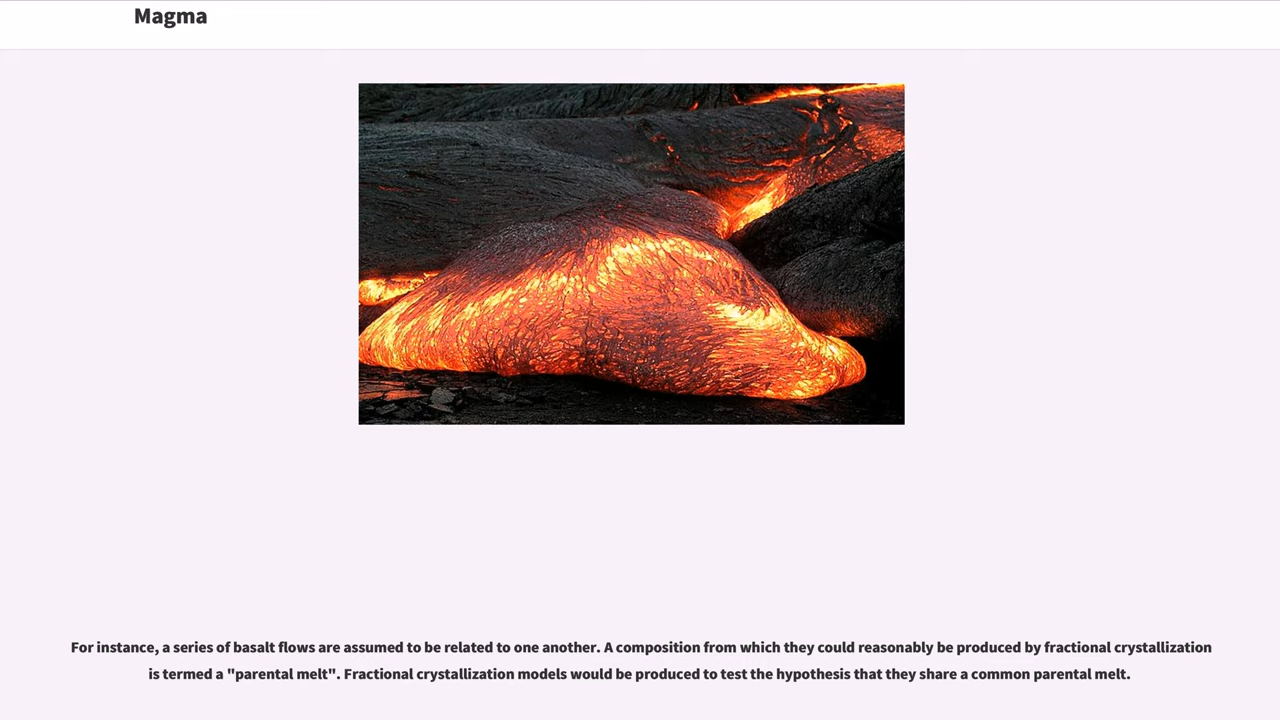 Magma
For instance, a series of basalt flows are assumed to be related to one another. A composition from which they could reasonably be produced by fractional crystallization
is termed a "parental melt". Fractional crystallization models would be produced to test the hypothesis that they share a common parental melt.